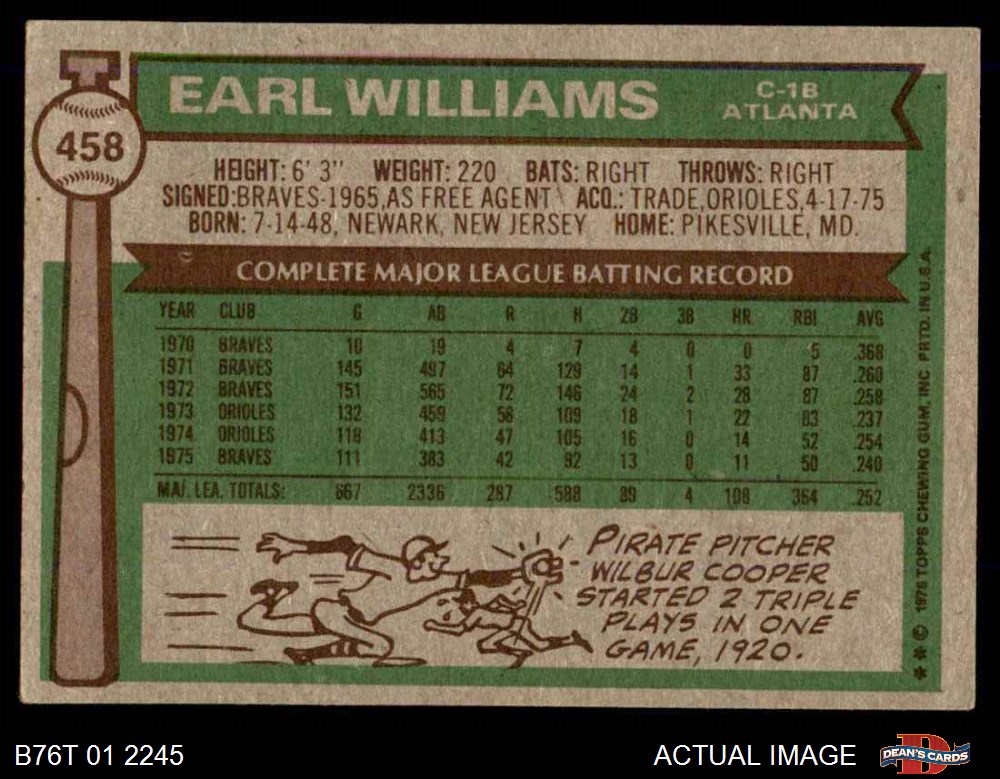 EARL WILLIAMS
C-1B
ATLANTA
458
HEIGHT: 6' 3" WEIGHT: 220 BATS: RIGHT THROWS: RIGHT
SIGNED: BRAVES-1965, AS FREE AGENT ACQ.: TRADE, ORIOLES, 4-17-75
BORN: 7-14-48, NEWARK, NEW JERSEY HOME: PIKESVILLE, MD.
COMPLETE MAJOR LEAGUE BATTING RECORD
YEAR CLUB G AB R H 2B 3B HR RBI AVG
1970 BRAVES 10 19 4 7 4 0 0 5 .368
1971 BRAVES 145 497 64 129 14 1 33 87 .260
1972 BRAVES 151 565 72 146 24 2 28 87 .258
1973 ORIOLES 132 459 58 109 18 1 22 83 .237
1974 ORIOLES 118 413 47 105 16 0 14 52 .254
1975 BRAVES 111 383 42 92 13 0 11 50 .240
MAJ. LEA. TOTALS: 667 2336 287 588 89 4 108 364 .252
PIRATE PITCHER
WILBUR COOPER
STARTED 2 TRIPLE
PLAYS IN ONE
GAME, 1920.
** © 1976 TOPPS CHEWING GUM, INC PRTD. IN U.S.A
B76T 01 2245
ACTUAL IMAGE
D
DEAN'S CARDS